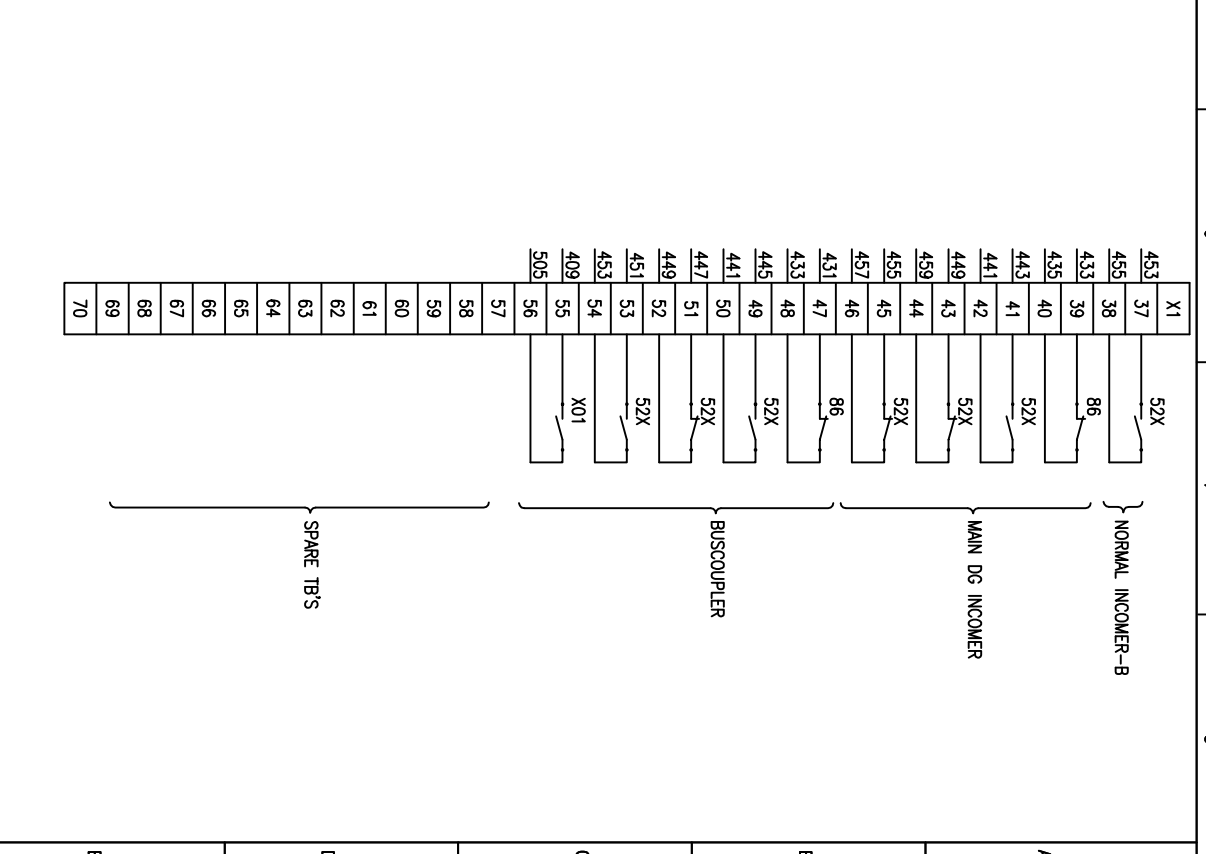 X1
453 37 52X
455 38 NORMAL INCOMER-B
433 39 86
435 40
443 41 52X
441 42 MAIN DG INCOMER
449 43 52X
459 44
455 45 52X
457 46
431 47 86
433 48
445 49 52X
441 50 BUSCOUPLER
447 51 52X
449 52
451 53 52X
453 54
409 55 X01
505 56
57
58
59
60
61
62
63 SPARE TB'S
64
65
66
67
68
69
70